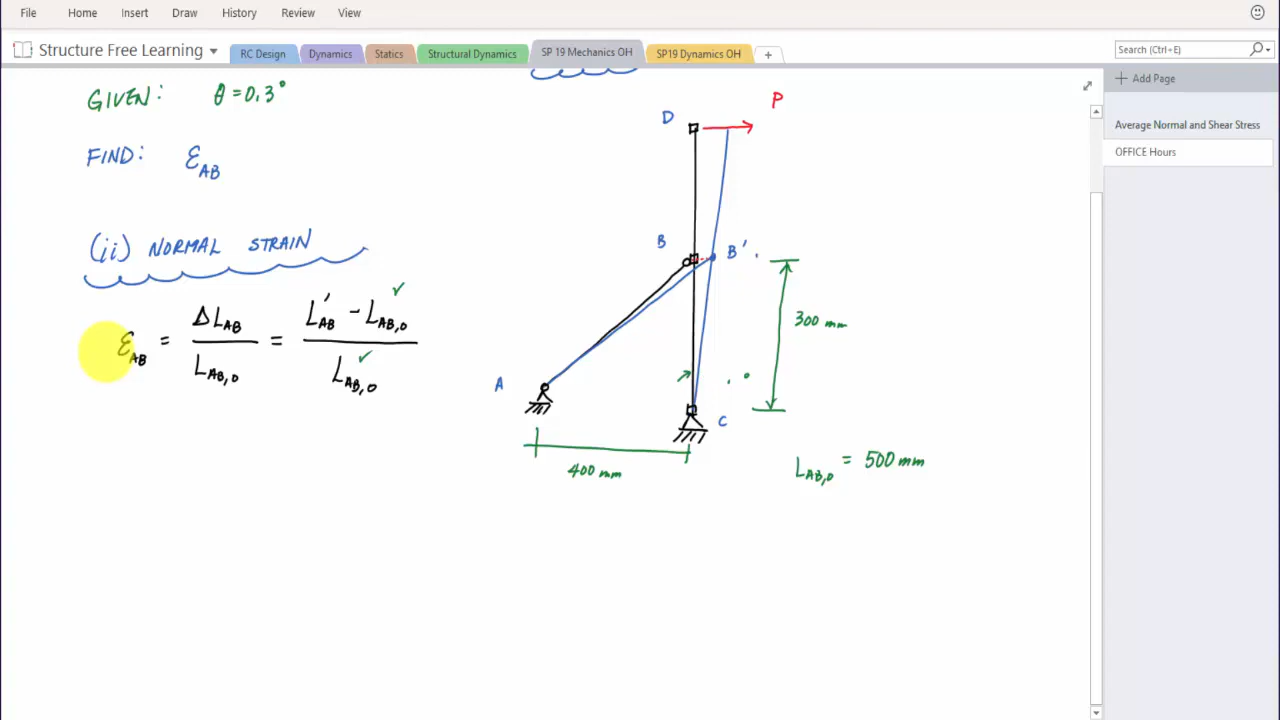 File Home Insert Draw History Review View
Structure Free Learning RC Design Dynamics Statics Structural Dynamics SP 19 Mechanics OH SP19 Dynamics OH + Search (Ctrl+E)
Add Page
Average Normal and Shear Stress
OFFICE Hours
GIVEN: θ = 0.3°
FIND: ε_AB
(ii) NORMAL STRAIN
ε_AB = ΔL_AB / L_AB,0 = (L'_AB - L_AB,0 ✓) / L_AB,0 ✓
D P
B B'
300 mm
A
C
400 mm
L_AB,0 = 500 mm